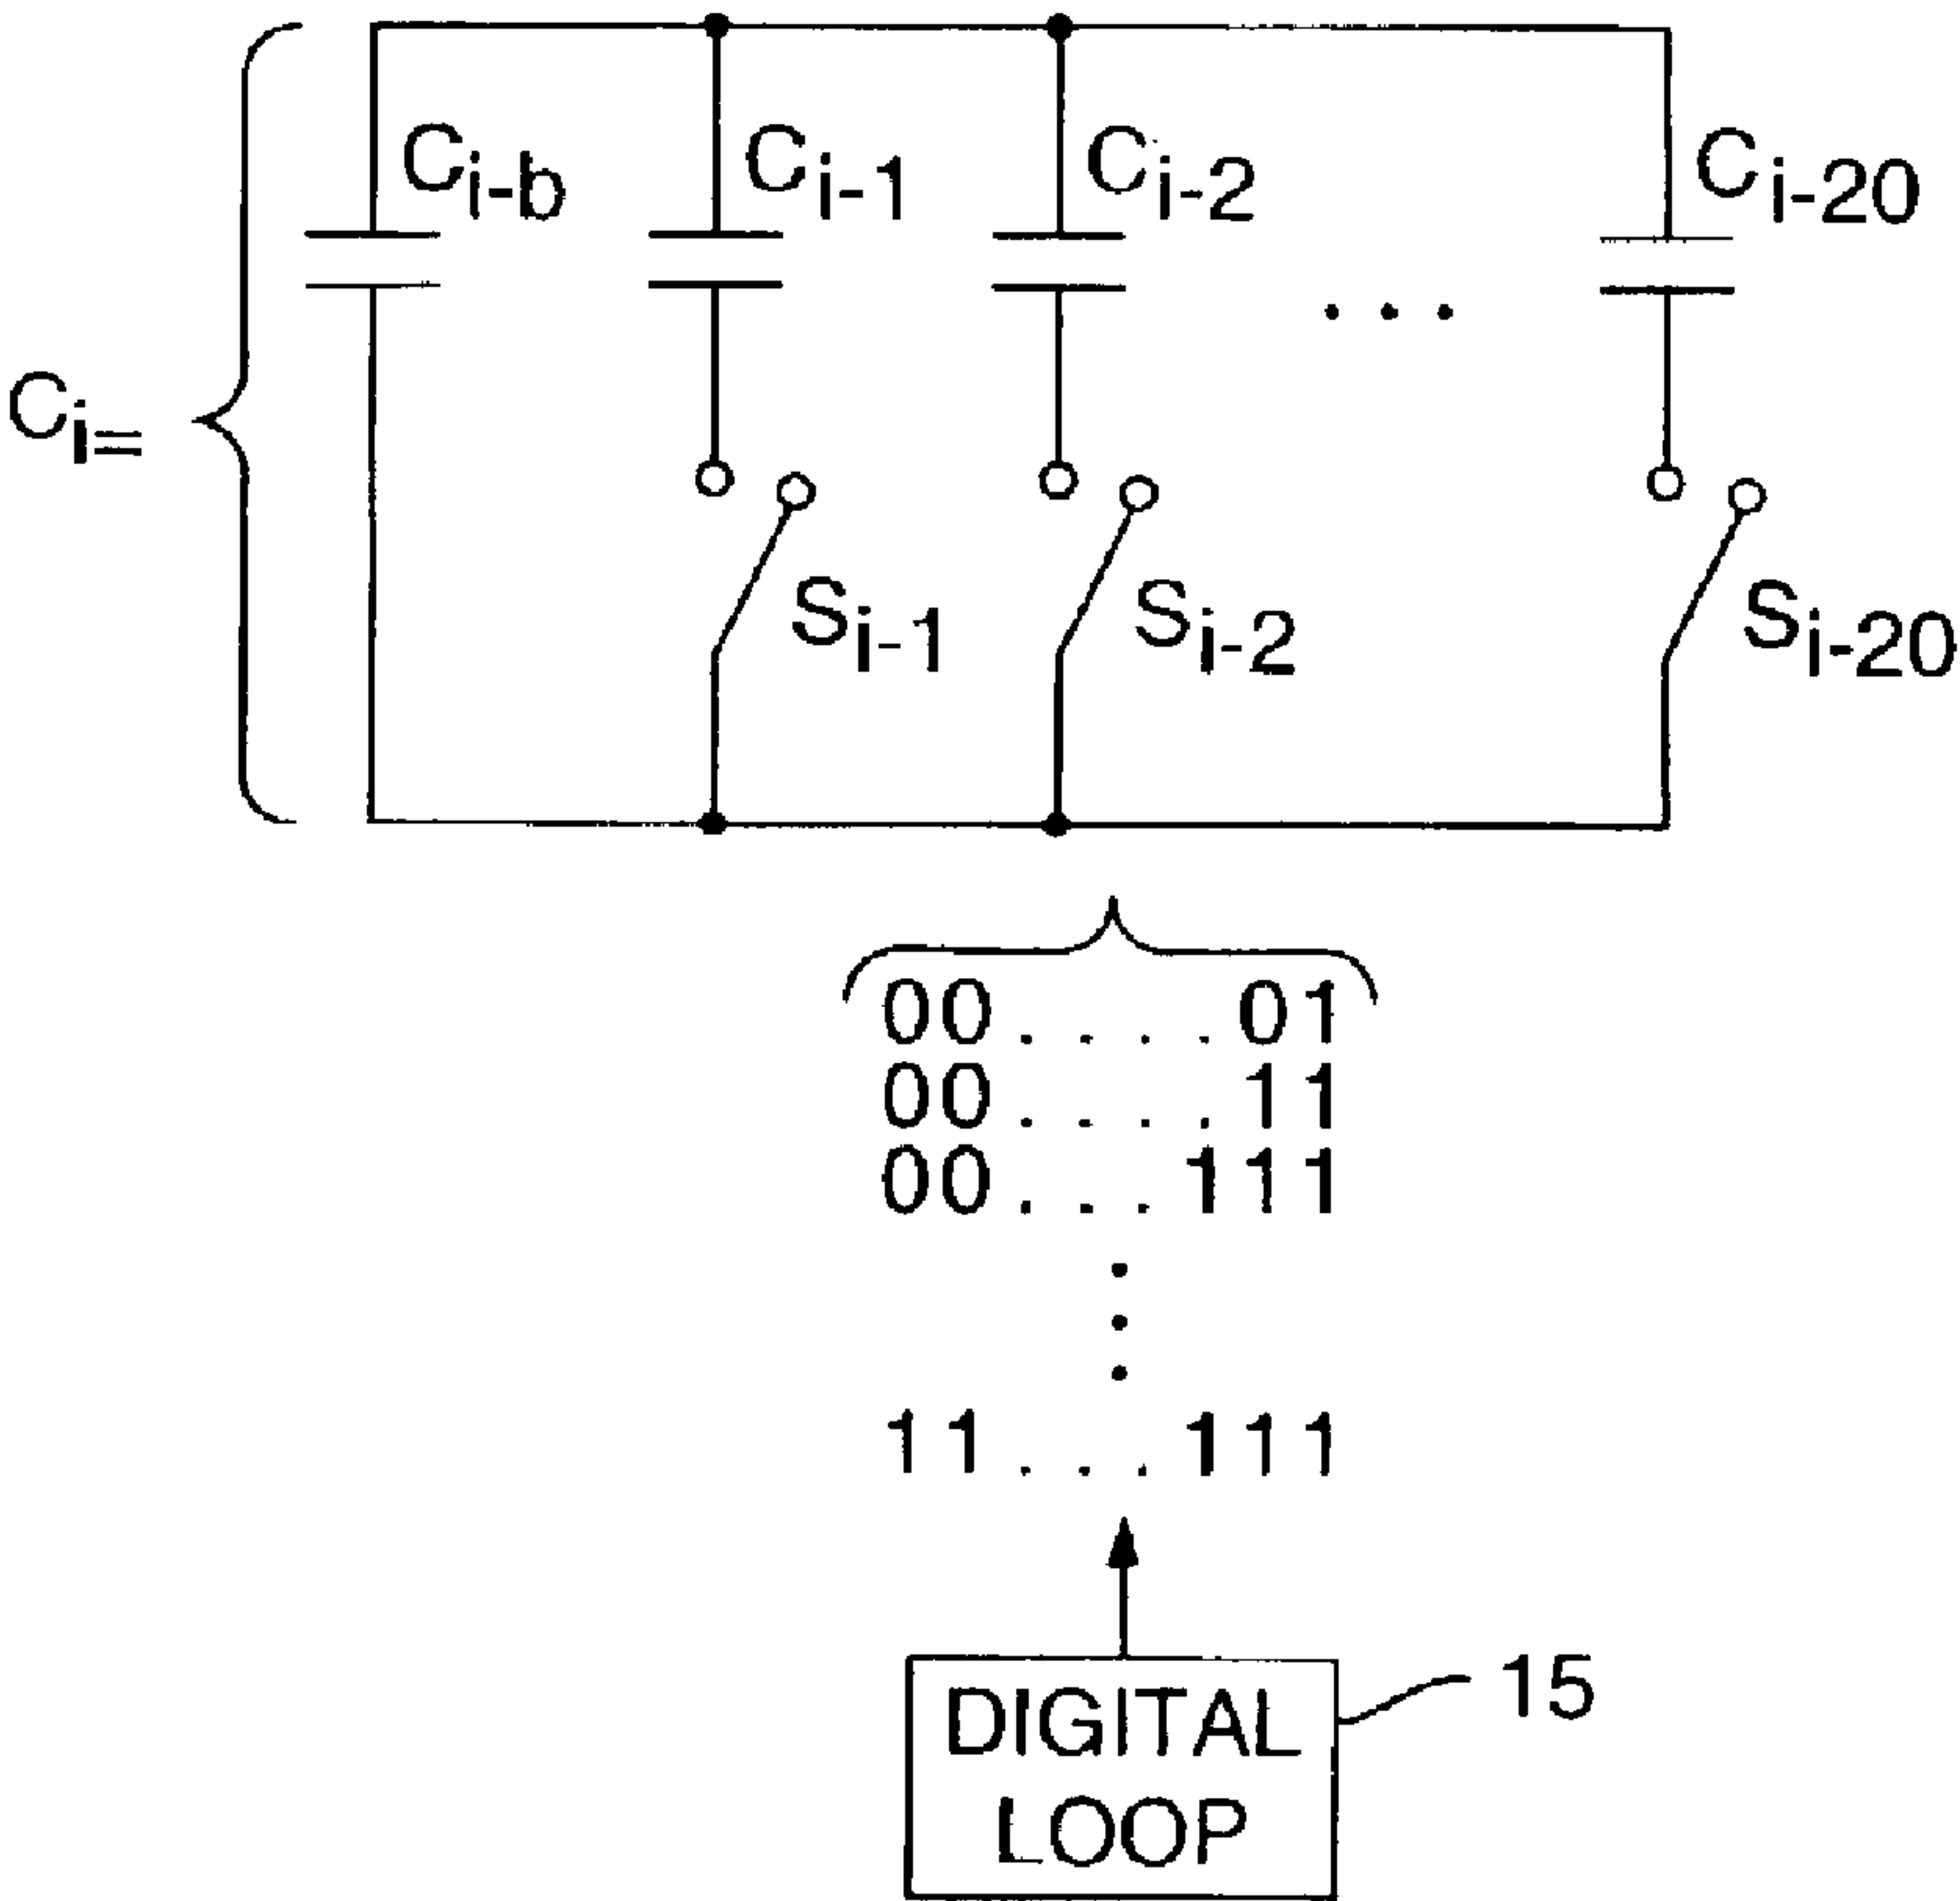 Ci-b Ci-1 Ci-2 Ci-20
. . .
Ci=
Si-1 Si-2 Si-20
00 . . . . 01
00 . . . . 11
00 . . . 111
.
.
.
11 . . . 111
15
DIGITAL
LOOP